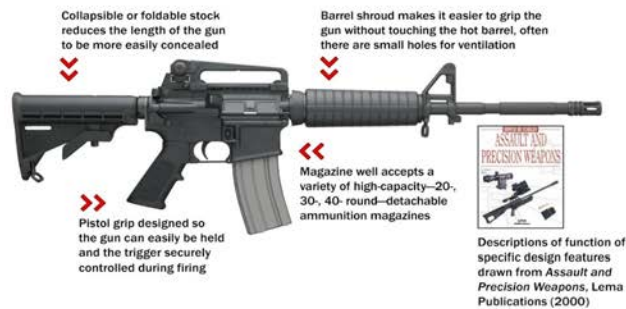 Collapsible or foldable stock
reduces the length of the gun
to be more easily concealed
Barrel shroud makes it easier to grip the
gun without touching the hot barrel, often
there are small holes for ventilation
Magazine well accepts a
variety of high-capacity—20-,
30-, 40- round—detachable
ammunition magazines
Pistol grip designed so
the gun can easily be held
and the trigger securely
controlled during firing
ASSAULT AND
PRECISION WEAPONS
Descriptions of function of
specific design features
drawn from Assault and
Precision Weapons, Lema
Publications (2000)